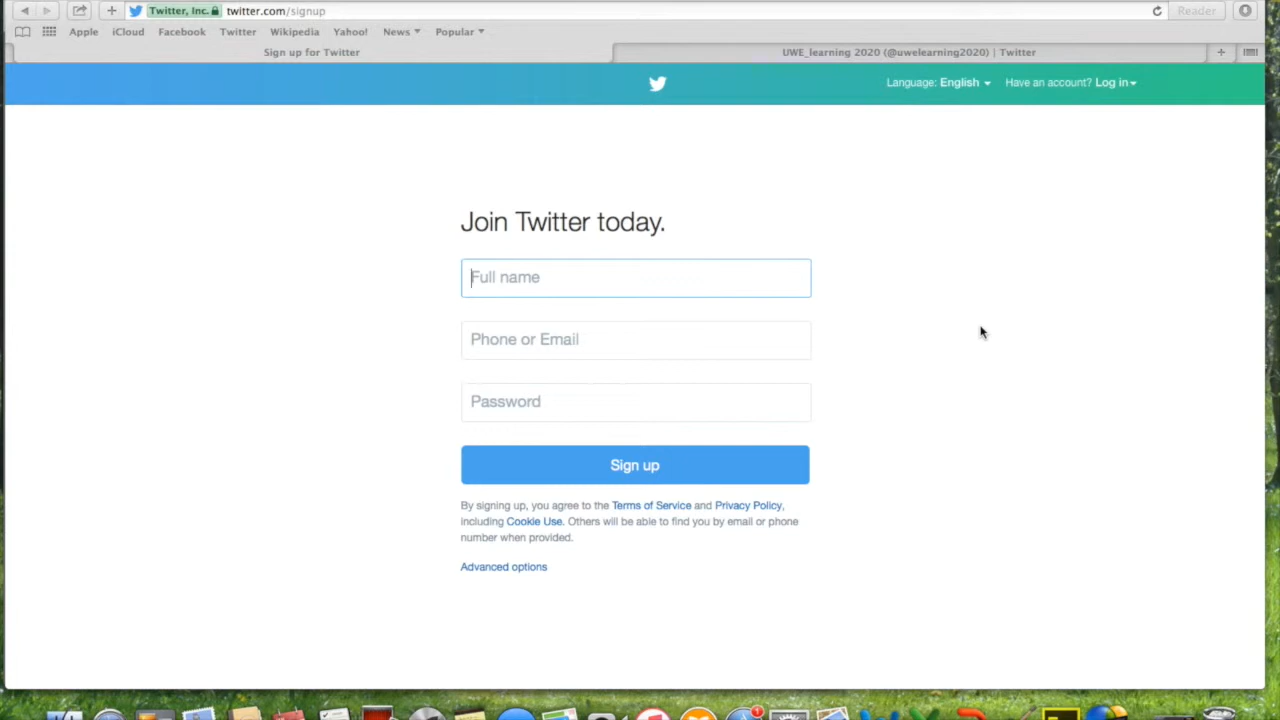 Twitter, Inc. twitter.com/signup Reader
Apple iCloud Facebook Twitter Wikipedia Yahoo! News Popular
Sign up for Twitter UWE_learning 2020 (@uwelearning2020) | Twitter
Language: English Have an account? Log in
Join Twitter today.
Full name
Phone or Email
Password
Sign up
By signing up, you agree to the Terms of Service and Privacy Policy,
including Cookie Use. Others will be able to find you by email or phone
number when provided.
Advanced options
1